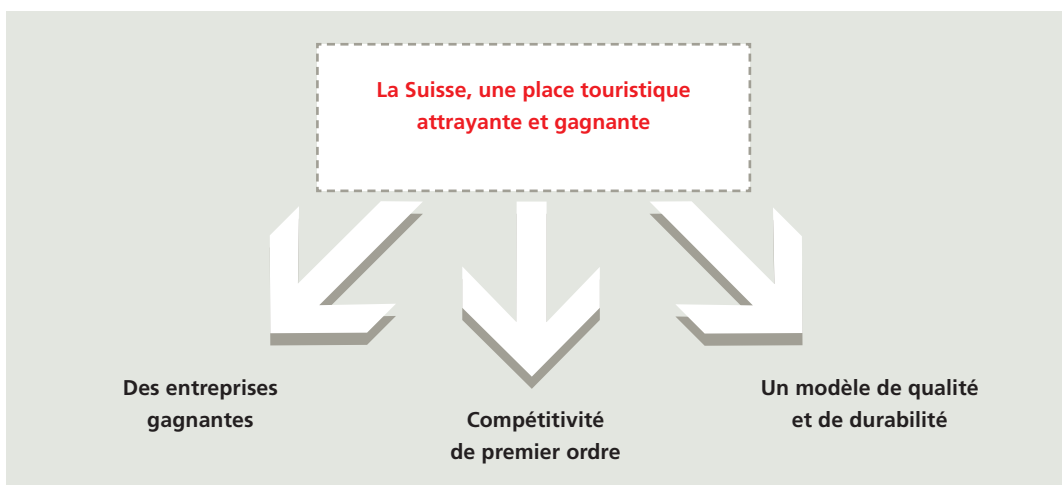 La Suisse, une place touristique
attrayante et gagnante
Des entreprises
gagnantes
Compétitivité
de premier ordre
Un modèle de qualité
et de durabilité